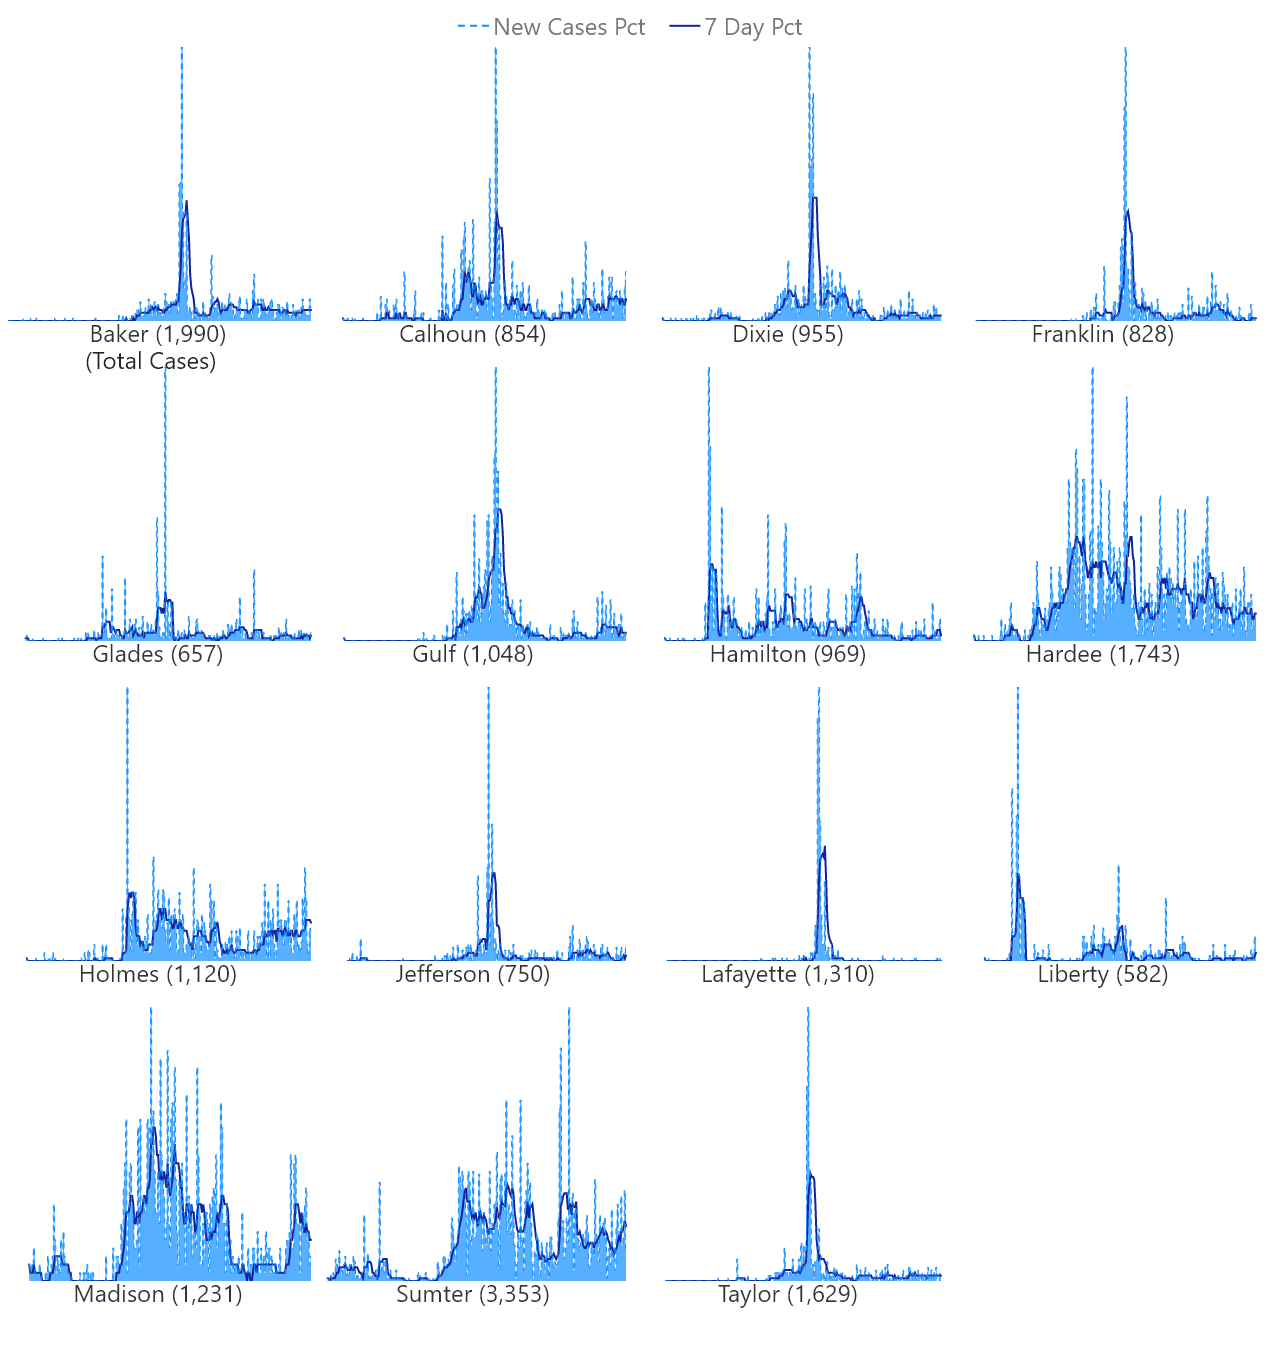 New Cases Pct 7 Day Pct
Baker (1,990) Calhoun (854) Dixie (955) Franklin (828)
(Total Cases)
Glades (657) Gulf (1,048) Hamilton (969) Hardee (1,743)
Holmes (1,120) Jefferson (750) Lafayette (1,310) Liberty (582)
Madison (1,231) Sumter (3,353) Taylor (1,629)